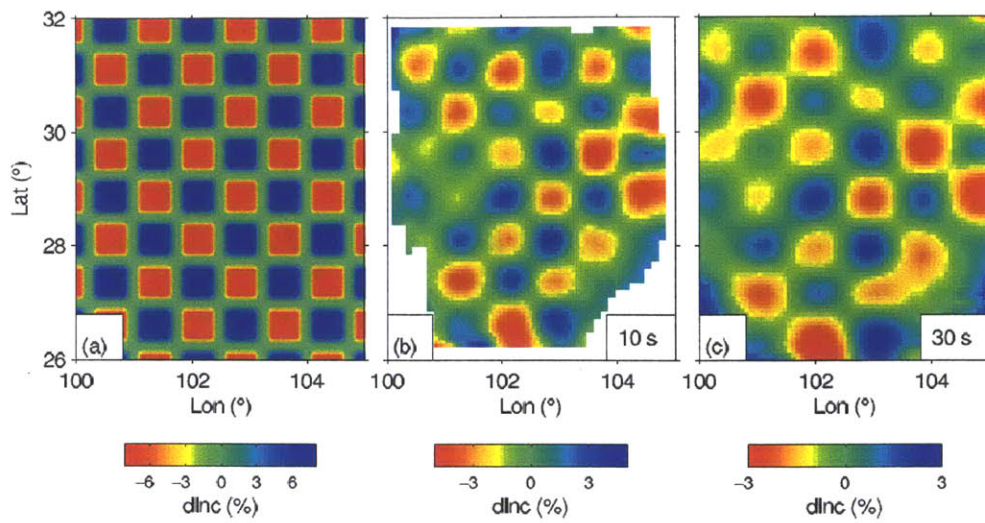 32
30
28
26
Lat (°)
(a)
(b)
10 s
(c)
30 s
100 102 104
100 102 104
100 102 104
Lon (°)
Lon (°)
Lon (°)
−6 −3 0 3 6
−3 0 3
−3 0 3
dlnc (%)
dlnc (%)
dlnc (%)